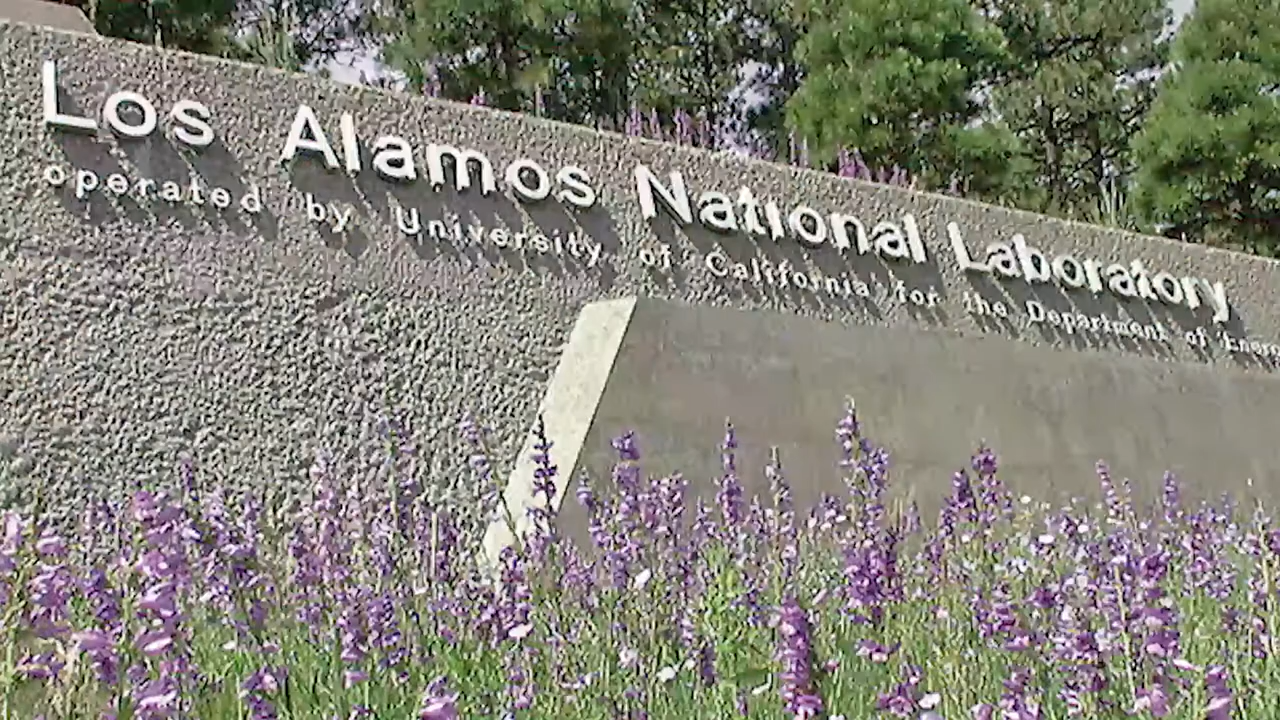 Los Alamos National Laboratory
operated by University of California for the Department of